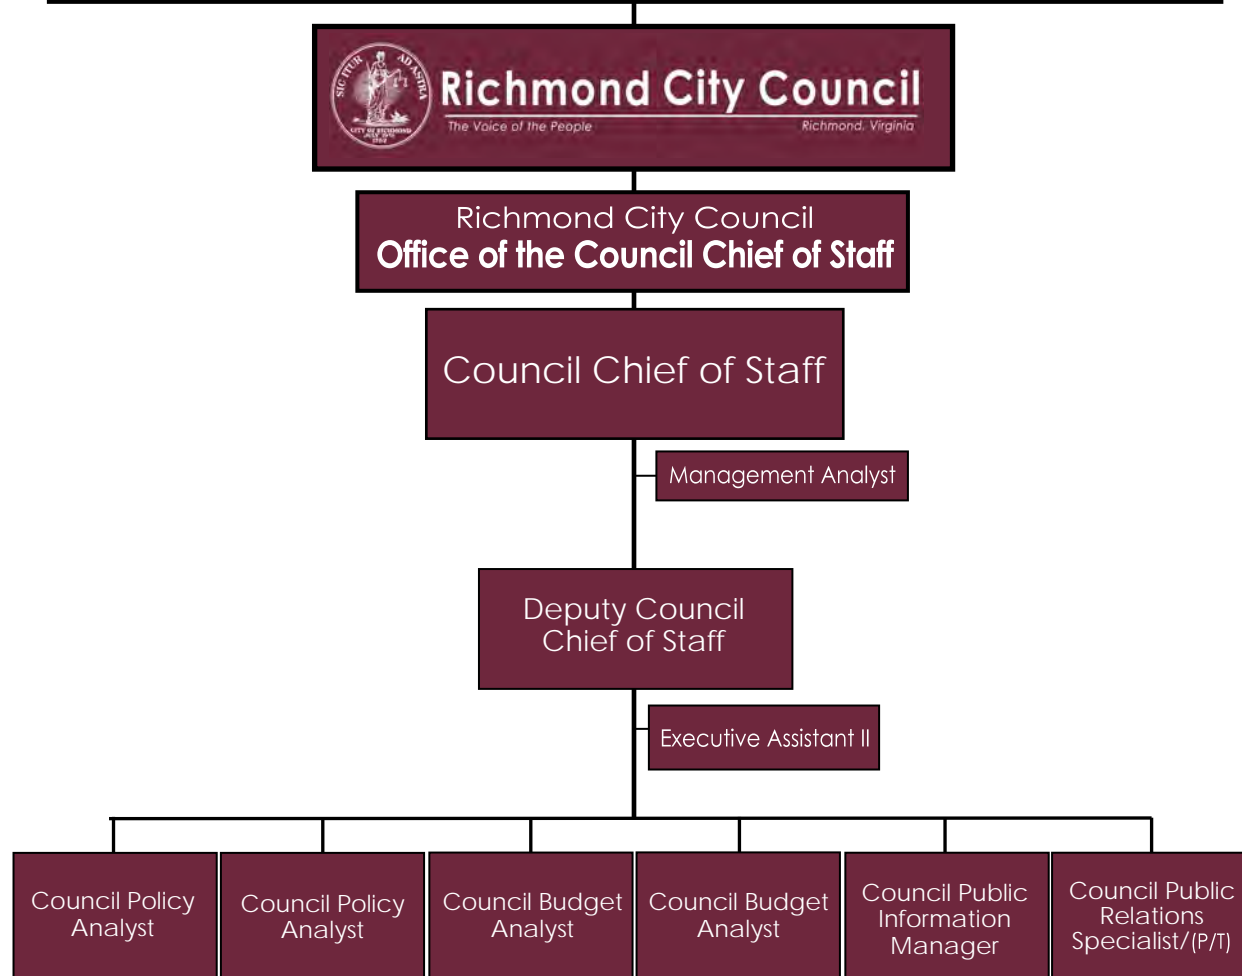 SIC ITUR AD ASTRA
CITY OF RICHMOND
JULY 19TH
1782
Richmond City Council
The Voice of the People
Richmond, Virginia
Richmond City Council
Office of the Council Chief of Staff
Council Chief of Staff
Management Analyst
Deputy Council
Chief of Staff
Executive Assistant II
Council Policy
Analyst
Council Policy
Analyst
Council Budget
Analyst
Council Budget
Analyst
Council Public
Information
Manager
Council Public
Relations
Specialist/(P/T)